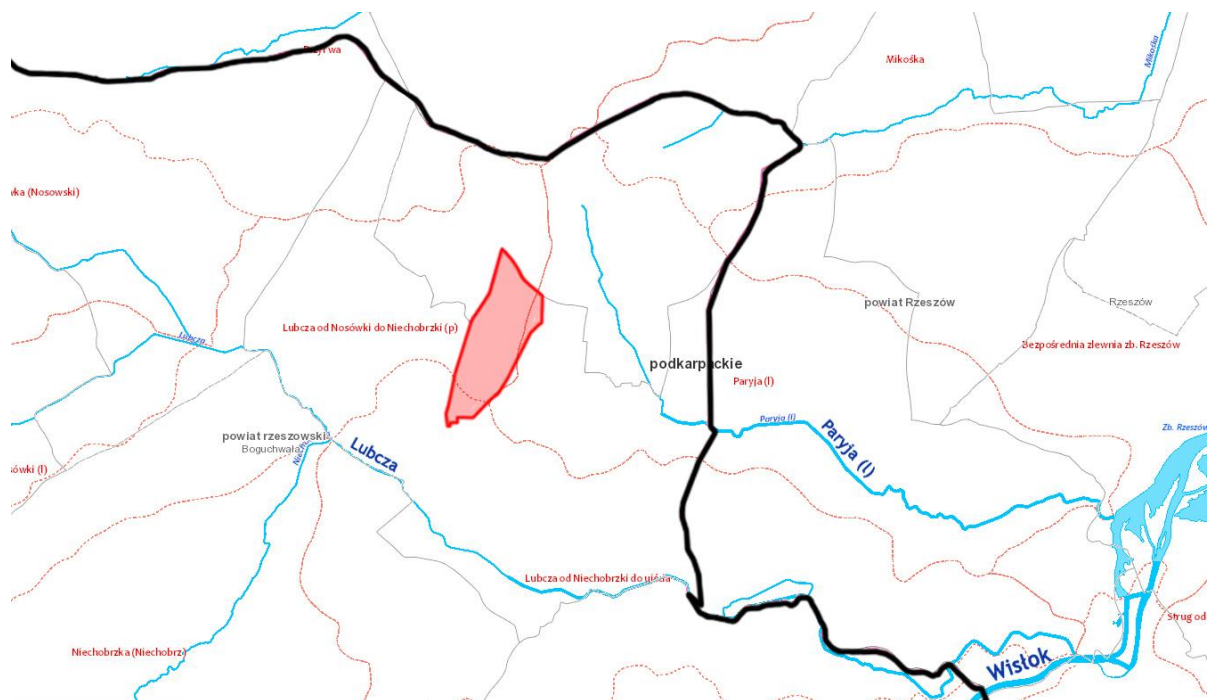 Mikośka
Mikośka
wka (Nosowski)
powiat Rzeszów
Rzeszów
Lubcza od Nosówki do Niechobrzki (p)
Lubcza
Bezpośrednia zlewnia zb. Rzeszów
podkarpackie
Paryja (l)
Paryja (l)
Paryja (l)
Zb. Rzeszów
powiat rzeszowski
Boguchwała
Niech
Lubcza
sówki (l)
Lubcza od Niechobrzki do ujścia
Strug od
Niechobrzka (Niechobrz)
Wisłok